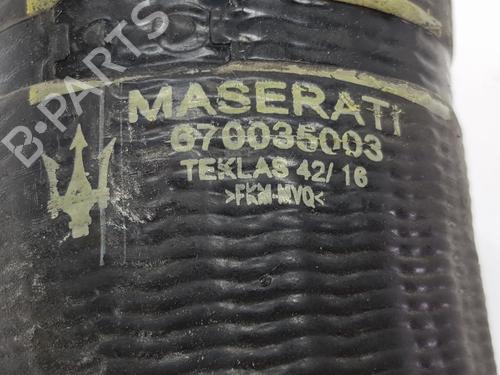 B-PARTS
MASERATI
670035003
TEKLAS 42/16
>FKM-MVQ<